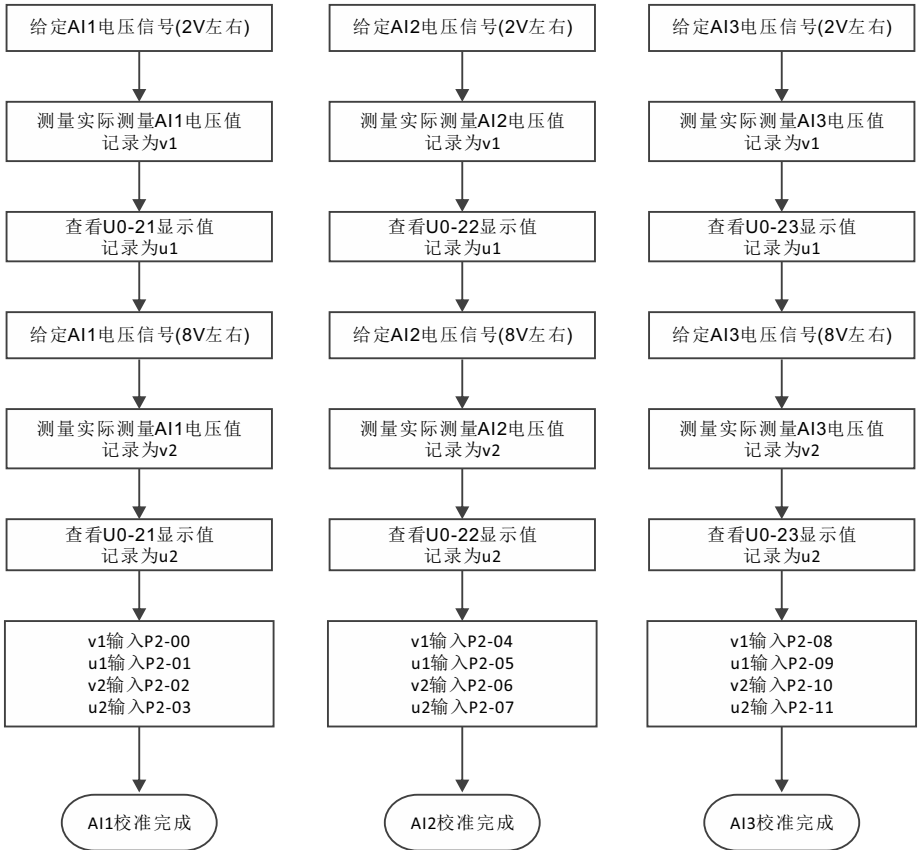 给定AI1电压信号(2V左右)
测量实际测量AI1电压值
记录为v1
查看U0-21显示值
记录为u1
给定AI1电压信号(8V左右)
测量实际测量AI1电压值
记录为v2
查看U0-21显示值
记录为u2
v1输入P2-00
u1输入P2-01
v2输入P2-02
u2输入P2-03
AI1校准完成
给定AI2电压信号(2V左右)
测量实际测量AI2电压值
记录为v1
查看U0-22显示值
记录为u1
给定AI2电压信号(8V左右)
测量实际测量AI2电压值
记录为v2
查看U0-22显示值
记录为u2
v1输入P2-04
u1输入P2-05
v2输入P2-06
u2输入P2-07
AI2校准完成
给定AI3电压信号(2V左右)
测量实际测量AI3电压值
记录为v1
查看U0-23显示值
记录为u1
给定AI3电压信号(8V左右)
测量实际测量AI3电压值
记录为v2
查看U0-23显示值
记录为u2
v1输入P2-08
u1输入P2-09
v2输入P2-10
u2输入P2-11
AI3校准完成